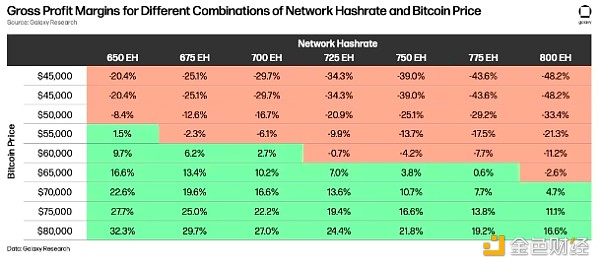 Gross Profit Margins for Different Combinations of Network Hashrate and Bitcoin Price
Source: Galaxy Research
galaxy
Network Hashrate
650 EH 675 EH 700 EH 725 EH 750 EH 775 EH 800 EH
Bitcoin Price
$45,000 -20.4% -25.1% -29.7% -34.3% -39.0% -43.6% -48.2%
$45,000 -20.4% -25.1% -29.7% -34.3% -39.0% -43.6% -48.2%
$50,000 -8.4% -12.6% -16.7% -20.9% -25.1% -29.2% -33.4%
$55,000 1.5% -2.3% -6.1% -9.9% -13.7% -17.5% -21.3%
$60,000 9.7% 6.2% 2.7% -0.7% -4.2% -7.7% -11.2%
$65,000 16.6% 13.4% 10.2% 7.0% 3.8% 0.6% -2.6%
$70,000 22.6% 19.6% 16.6% 13.6% 10.7% 7.7% 4.7%
$75,000 27.7% 25.0% 22.2% 19.4% 16.6% 13.8% 11.1%
$80,000 32.3% 29.7% 27.0% 24.4% 21.8% 19.2% 16.6%
Data: Galaxy Research
金色财经